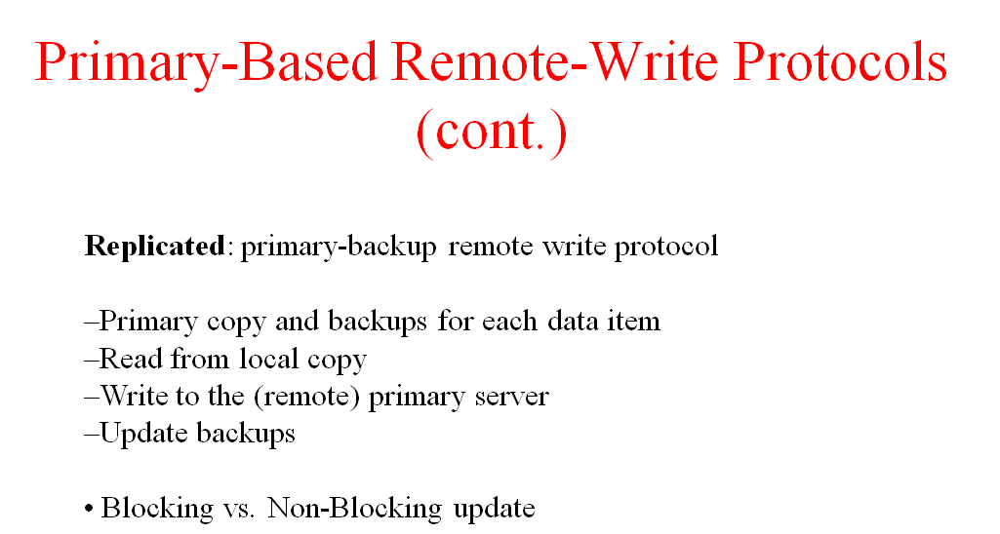 Primary-Based Remote-Write Protocols
(cont.)
Replicated: primary-backup remote write protocol
–Primary copy and backups for each data item
–Read from local copy
–Write to the (remote) primary server
–Update backups
• Blocking vs. Non-Blocking update